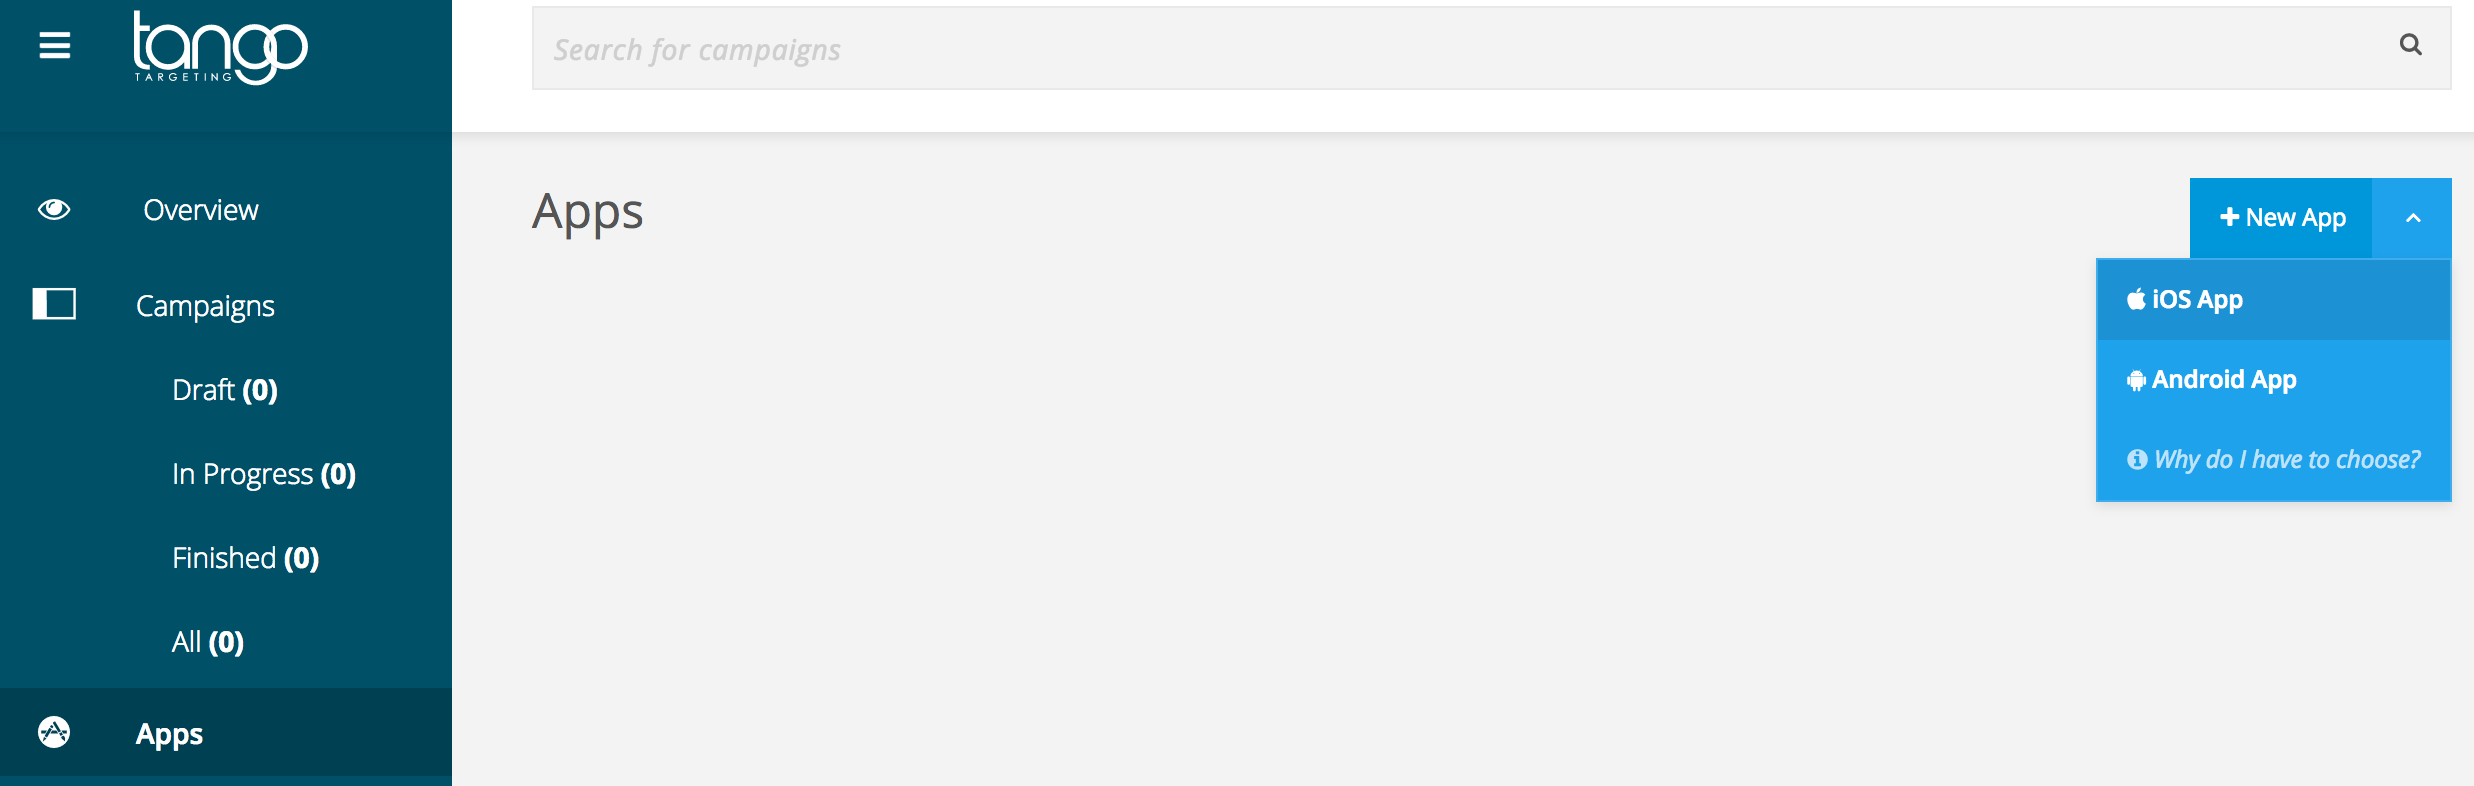 tango
TARGETING
Search for campaigns
Overview
Campaigns
Draft (0)
In Progress (0)
Finished (0)
All (0)
Apps
Apps
New App
iOS App
Android App
Why do I have to choose?